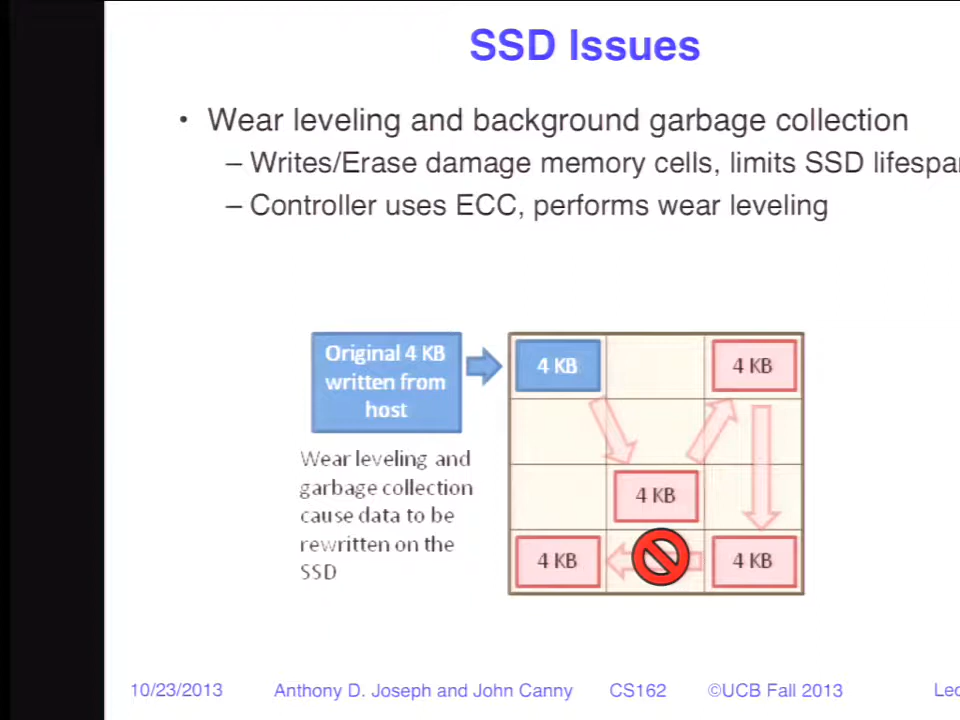 SSD Issues
• Wear leveling and background garbage collection
– Writes/Erase damage memory cells, limits SSD
– Controller uses ECC, performs wear leveling
Original 4 KB
written from
host
4 KB
4 KB
Wear leveling and
garbage collection
cause data to be
rewritten on the
SSD
4 KB
4 KB
4 KB
10/23/2013 Anthony D. Joseph and John Canny CS162 ©UCB Fall 2013